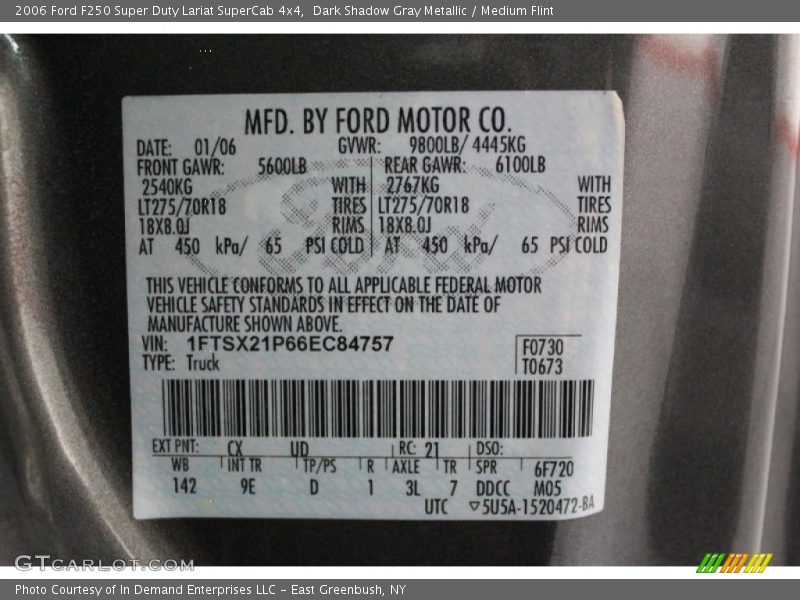 2006 Ford F250 Super Duty Lariat SuperCab 4x4,  Dark Shadow Gray Metallic / Medium Flint
MFD. BY FORD MOTOR CO.
DATE: 01/06 GVWR: 9800LB/ 4445KG
FRONT GAWR: 5600LB REAR GAWR: 6100LB
2540KG WITH 2767KG WITH
LT275/70R18 TIRES LT275/70R18 TIRES
18X8.0J RIMS 18X8.0J RIMS
AT 450 kPa/ 65 PSI COLD AT 450 kPa/ 65 PSI COLD
THIS VEHICLE CONFORMS TO ALL APPLICABLE FEDERAL MOTOR
VEHICLE SAFETY STANDARDS IN EFFECT ON THE DATE OF
MANUFACTURE SHOWN ABOVE.
VIN: 1FTSX21P66EC84757 F0730
TYPE: Truck T0673
EXT PNT: CX UD RC: 21 DSO:
WB INT TR TP/PS R AXLE TR SPR 6F720
142 9E D 1 3L 7 DDCC M05
UTC ▽5U5A-1520472-BA
GTCarLot.com
Photo Courtesy of In Demand Enterprises LLC – East Greenbush, NY